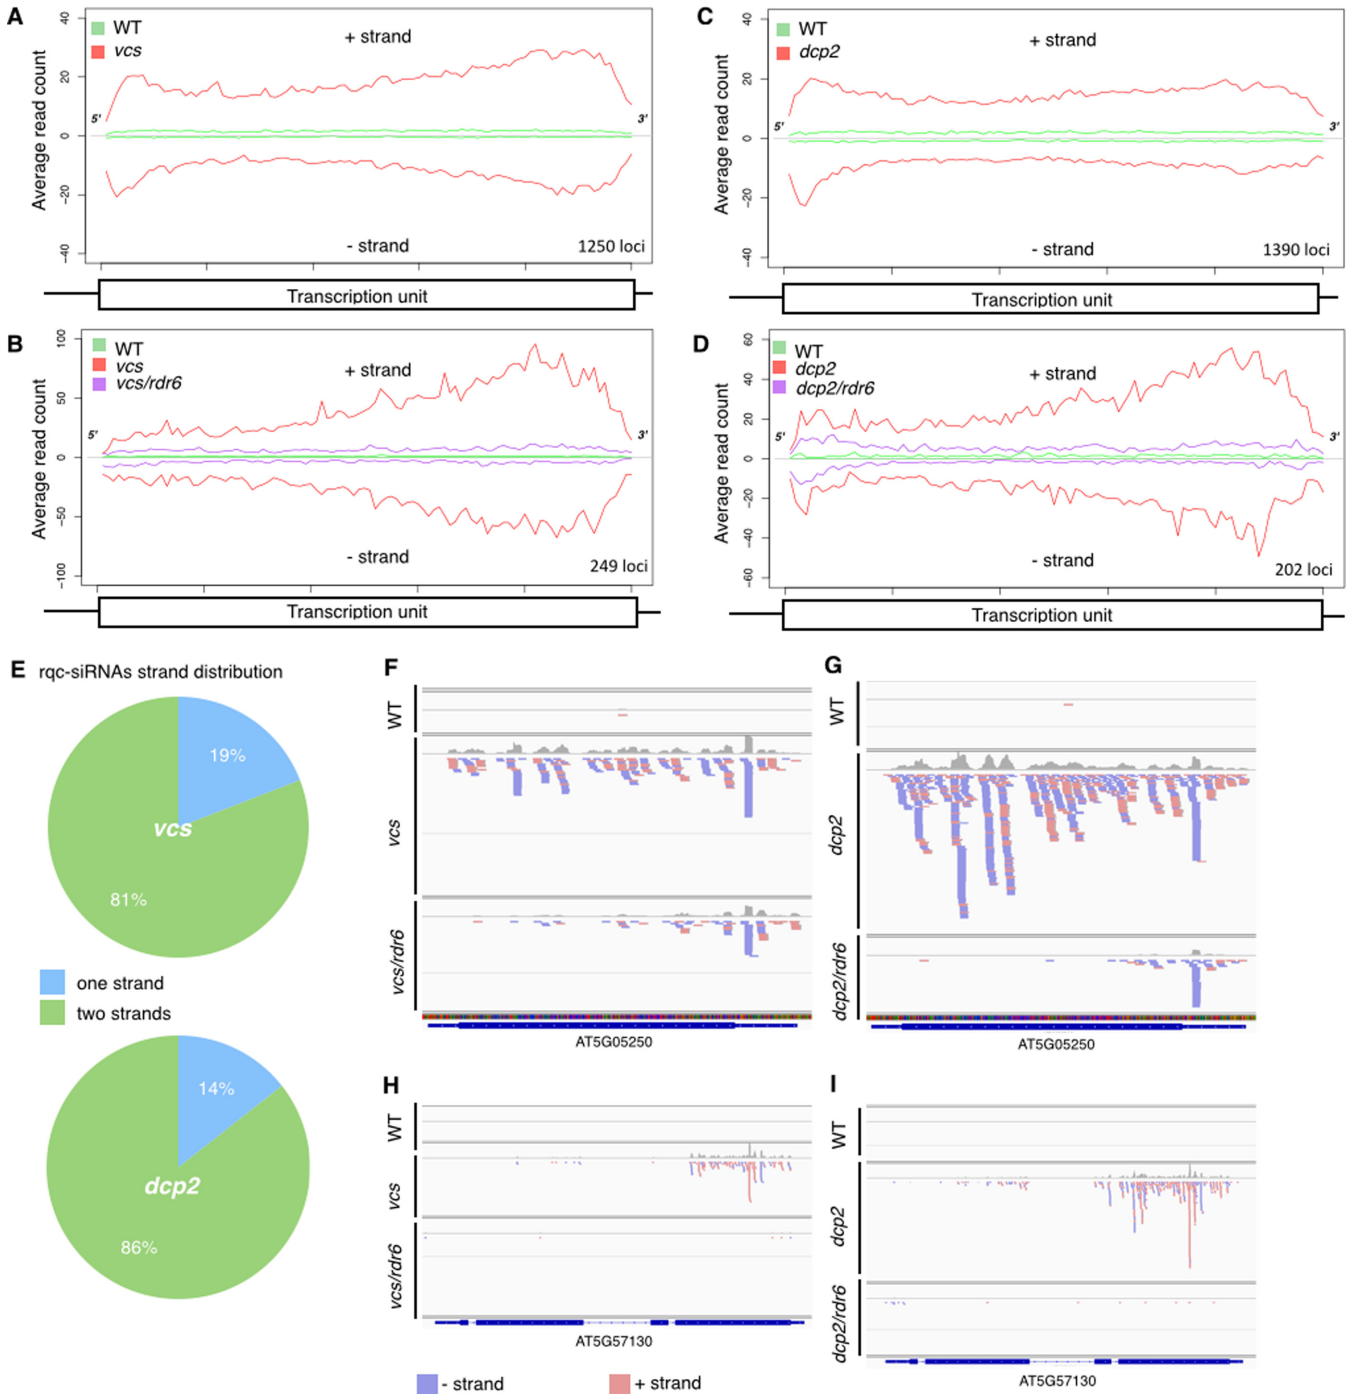 A
WT
vcs
+ strand
Average read count
40
20
0
−20
−40
5'
3'
- strand
1250 loci
Transcription unit
C
WT
dcp2
+ strand
Average read count
40
20
0
−20
−40
5'
3'
- strand
1390 loci
Transcription unit
B
WT
vcs
vcs/rdr6
+ strand
Average read count
100
50
0
−50
−100
5'
3'
- strand
249 loci
Transcription unit
D
WT
dcp2
dcp2/rdr6
+ strand
Average read count
60
40
20
0
−20
−40
−60
5'
3'
- strand
202 loci
Transcription unit
E rqc-siRNAs strand distribution
19%
vcs
81%
one strand
two strands
14%
dcp2
86%
F
WT
vcs
vcs/rdr6
AT5G05250
G
WT
dcp2
dcp2/rdr6
AT5G05250
H
WT
vcs
vcs/rdr6
AT5G57130
I
WT
dcp2
dcp2/rdr6
AT5G57130
- strand
+ strand